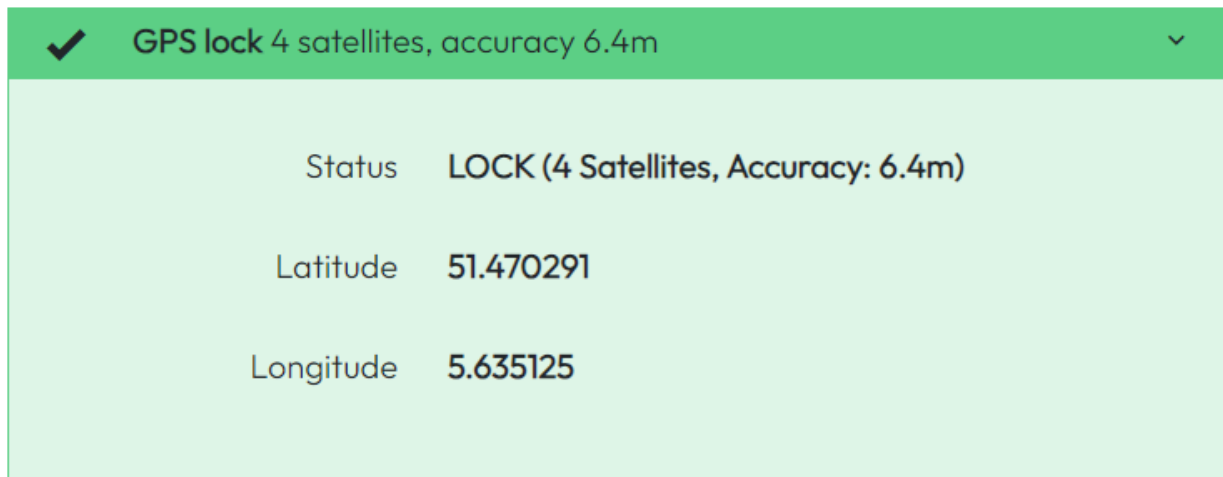 GPS lock 4 satellites, accuracy 6.4m
Status LOCK (4 Satellites, Accuracy: 6.4m)
Latitude 51.470291
Longitude 5.635125